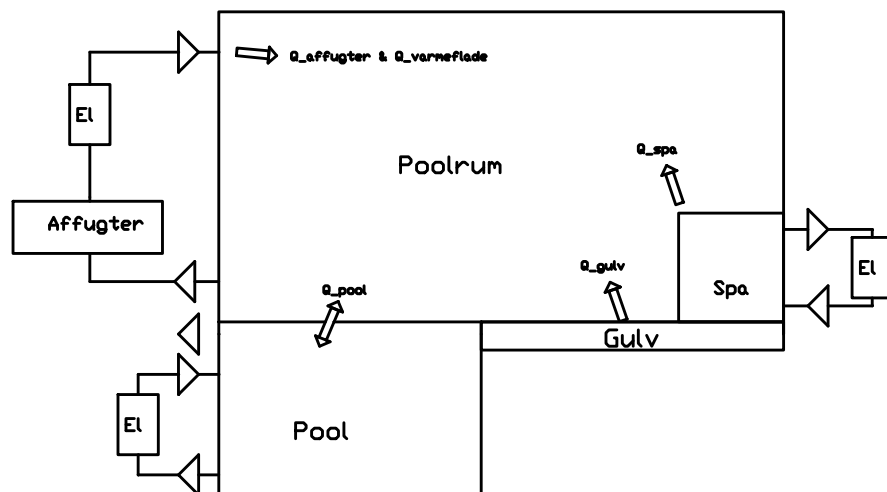 Q_affugter & Q_varmeflade
El
Q_spa
Poolrum
Affugter
El
Q_gulv
Spa
Q_pool
Gulv
El
Pool